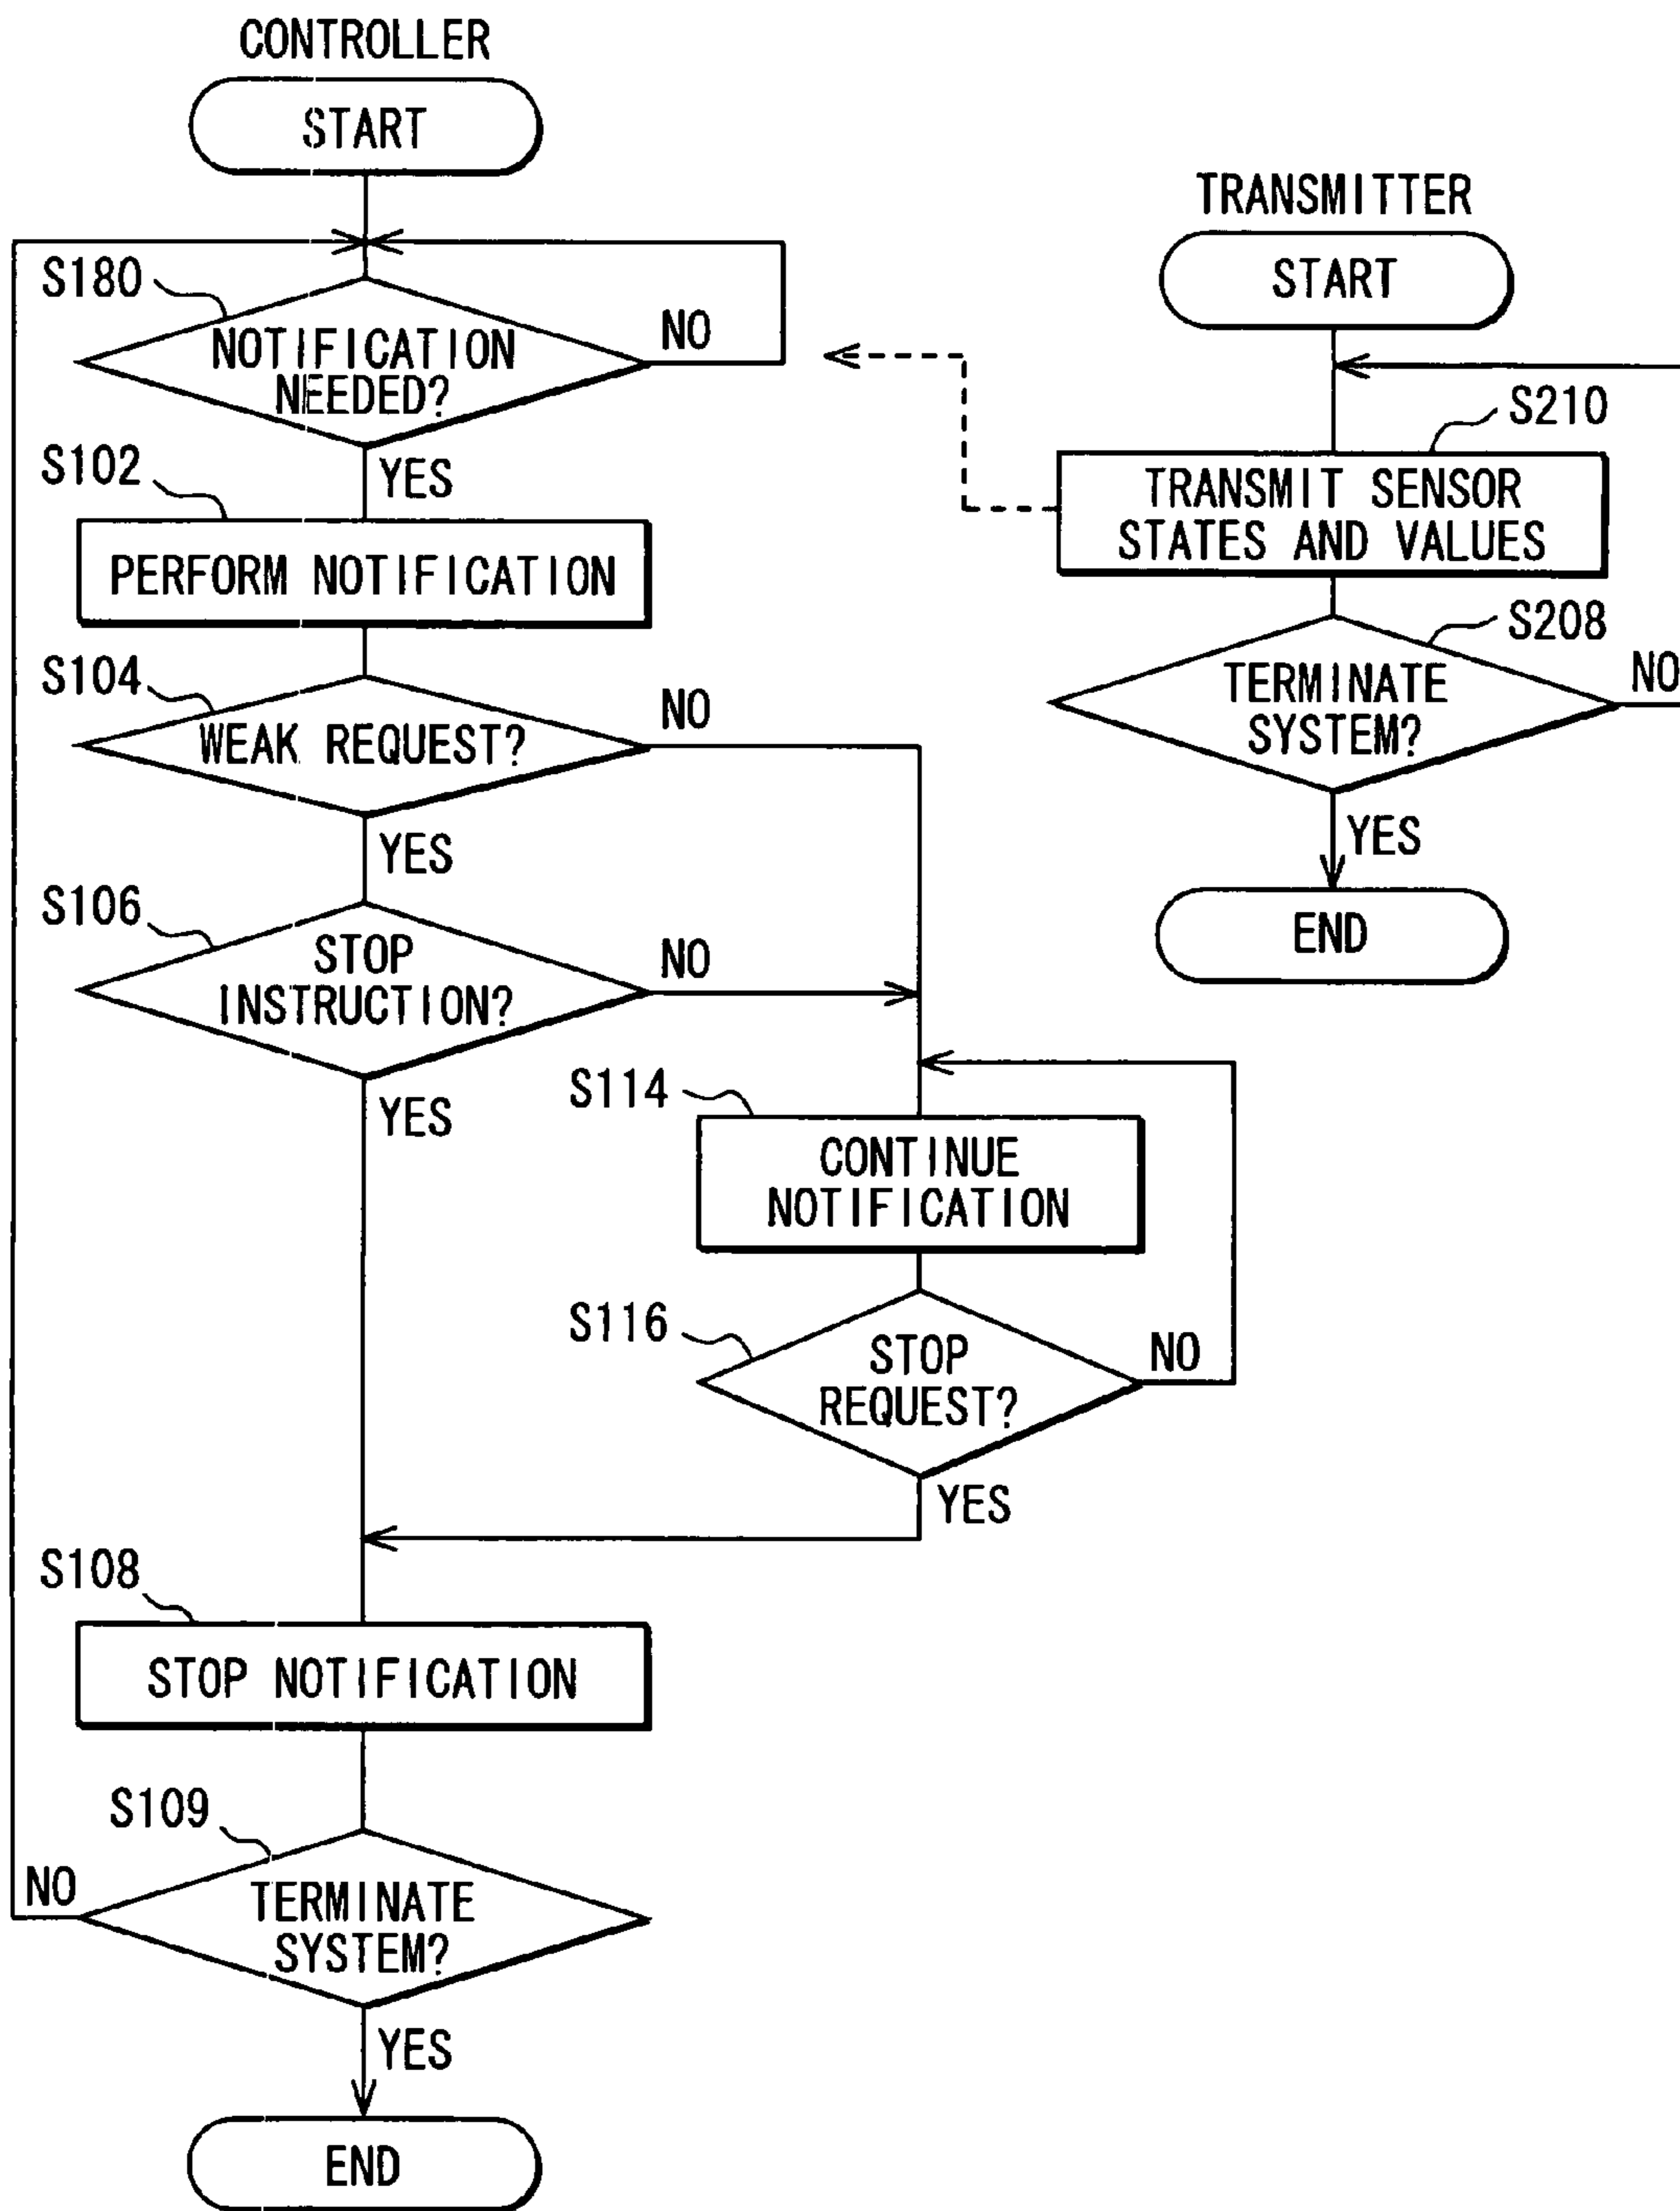 CONTROLLER
START
S180
NOTIFICATION
NEEDED?
NO
YES
S102
PERFORM NOTIFICATION
S104
WEAK REQUEST?
NO
YES
S106
STOP
INSTRUCTION?
NO
YES
S114
CONTINUE
NOTIFICATION
S116
STOP
REQUEST?
NO
YES
S108
STOP NOTIFICATION
S109
TERMINATE
SYSTEM?
NO
YES
END
TRANSMITTER
START
S210
TRANSMIT SENSOR
STATES AND VALUES
S208
TERMINATE
SYSTEM?
NO
YES
END